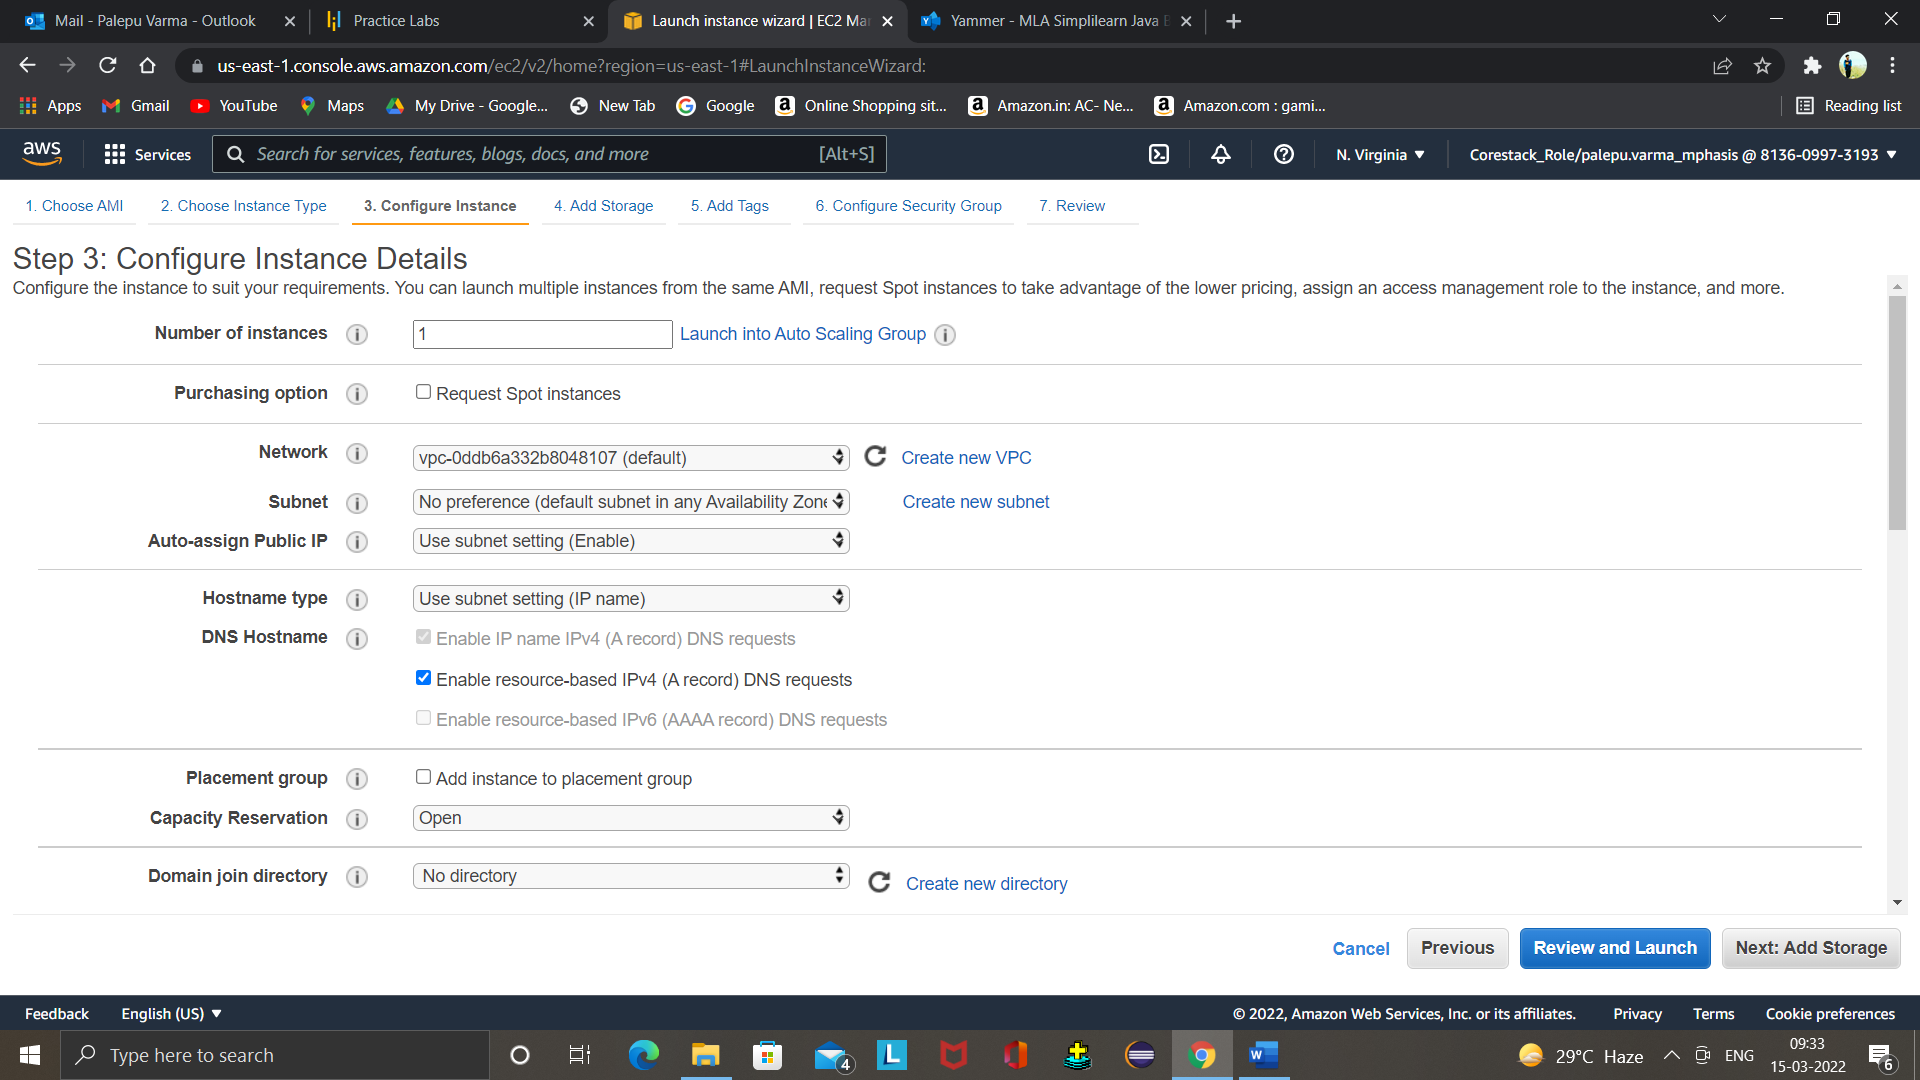 Mail - Palepu Varma - Outlook
Practice Labs
Launch instance wizard | EC2 Ma
Yammer - MLA Simplilearn Java
us-east-1.console.aws.amazon.com/ec2/v2/home?region=us-east-1#LaunchInstanceWizard:
Apps Gmail YouTube Maps My Drive - Google... New Tab Google Online Shopping sit... Amazon.in: AC- Ne... Amazon.com : gami... Reading list
aws Services Search for services, features, blogs, docs, and more [Alt+S] N. Virginia Corestack_Role/palepu.varma_mphasis @ 8136-0997-3193
1. Choose AMI 2. Choose Instance Type 3. Configure Instance 4. Add Storage 5. Add Tags 6. Configure Security Group 7. Review
Step 3: Configure Instance Details
Configure the instance to suit your requirements. You can launch multiple instances from the same AMI, request Spot instances to take advantage of the lower pricing, assign an access management role to the instance, and more.
Number of instances 1 Launch into Auto Scaling Group
Purchasing option Request Spot instances
Network vpc-0ddb6a332b8048107 (default) Create new VPC
Subnet No preference (default subnet in any Availability Zone Create new subnet
Auto-assign Public IP Use subnet setting (Enable)
Hostname type Use subnet setting (IP name)
DNS Hostname Enable IP name IPv4 (A record) DNS requests
Enable resource-based IPv4 (A record) DNS requests
Enable resource-based IPv6 (AAAA record) DNS requests
Placement group Add instance to placement group
Capacity Reservation Open
Domain join directory No directory Create new directory
Cancel Previous Review and Launch Next: Add Storage
Feedback English (US) © 2022, Amazon Web Services, Inc. or its affiliates. Privacy Terms Cookie preferences
Type here to search 4 L W 29°C Haze ENG 09:33
15-03-2022 6